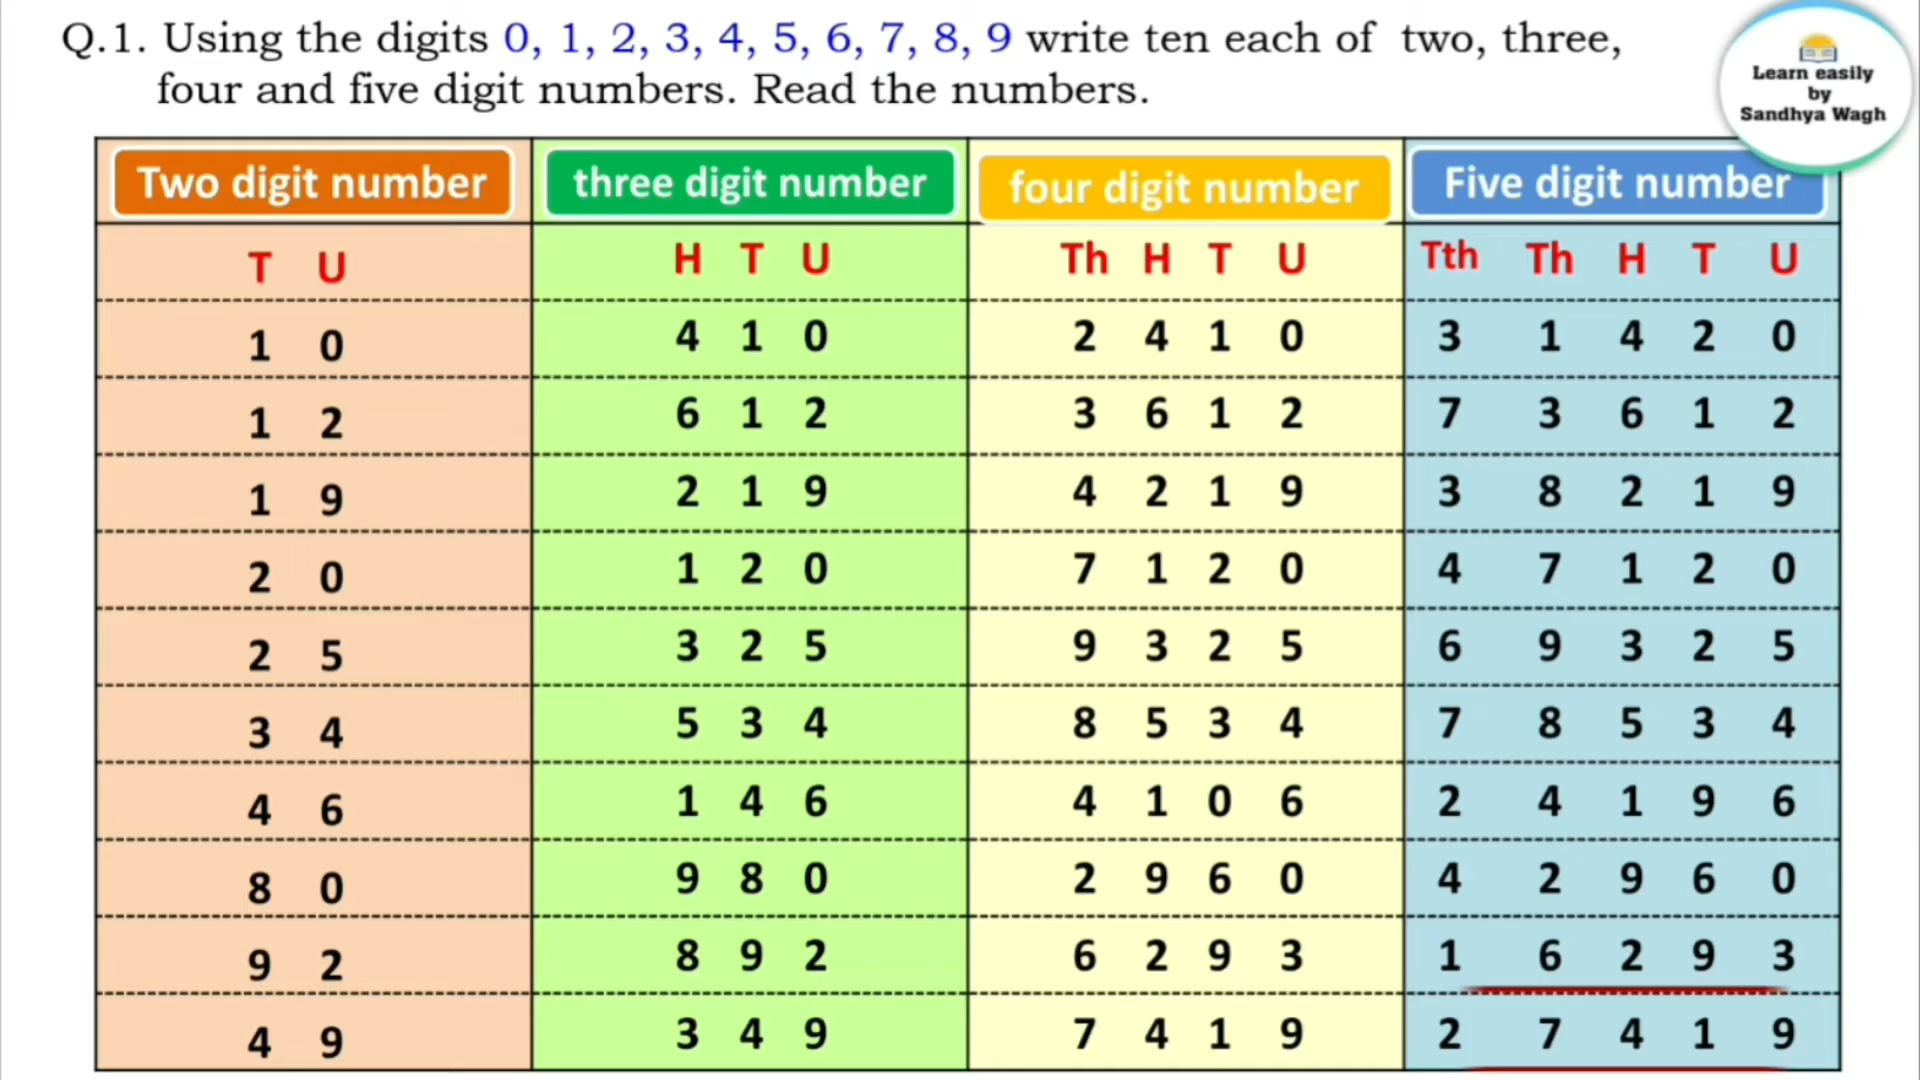 Q.1. Using the digits 0, 1, 2, 3, 4, 5, 6, 7, 8, 9 write ten each of two, three,
four and five digit numbers. Read the numbers.
Learn easily
by
Sandhya Wagh
Two digit number three digit number four digit number Five digit number
T U H T U Th H T U Tth Th H T U
1 0 4 1 0 2 4 1 0 3 1 4 2 0
1 2 6 1 2 3 6 1 2 7 3 6 1 2
1 9 2 1 9 4 2 1 9 3 8 2 1 9
2 0 1 2 0 7 1 2 0 4 7 1 2 0
2 5 3 2 5 9 3 2 5 6 9 3 2 5
3 4 5 3 4 8 5 3 4 7 8 5 3 4
4 6 1 4 6 4 1 0 6 2 4 1 9 6
8 0 9 8 0 2 9 6 0 4 2 9 6 0
9 2 8 9 2 6 2 9 3 1 6 2 9 3
4 9 3 4 9 7 4 1 9 2 7 4 1 9